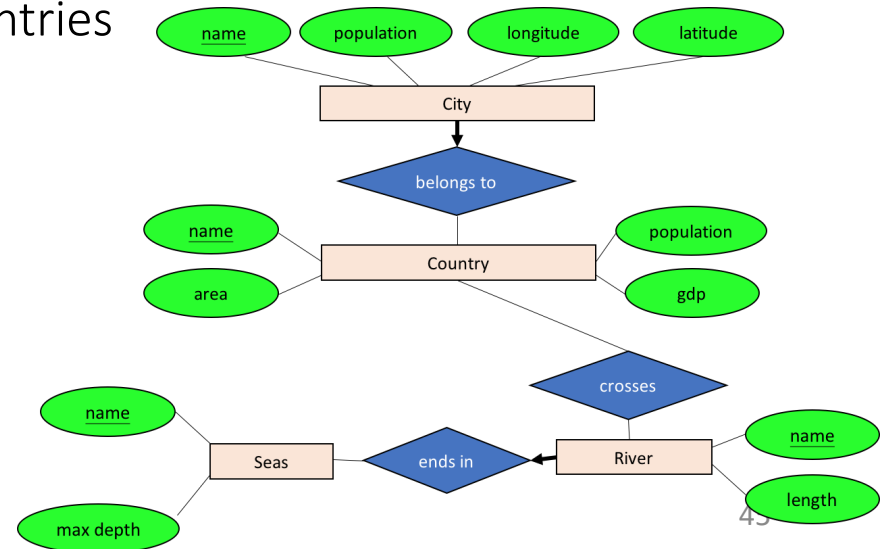 ntries
name
population
longitude
latitude
City
belongs to
name
population
Country
area
gdp
crosses
name
name
Seas
ends in
River
length
max depth